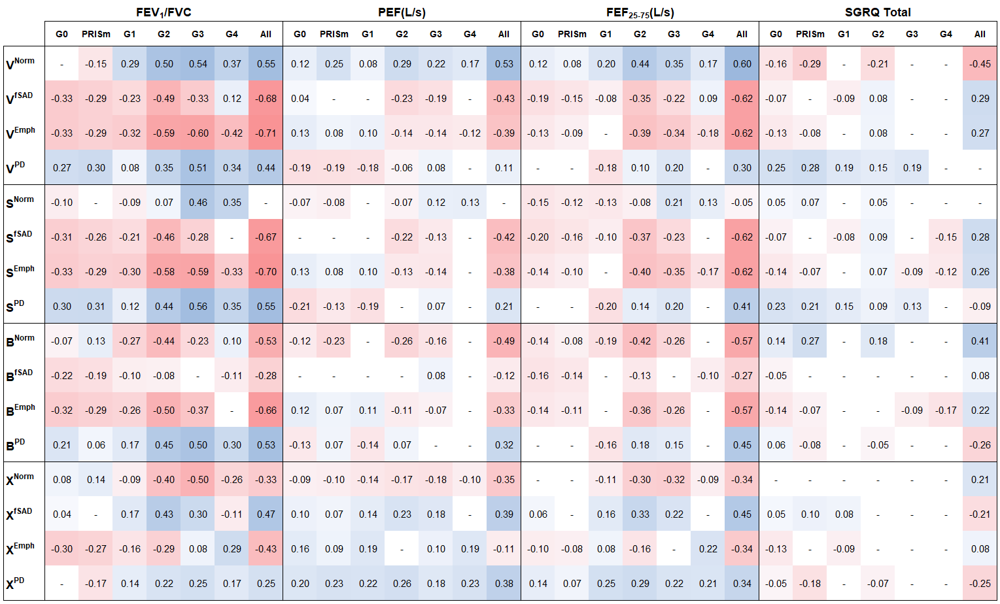 FEV1/FVC PEF(L/s) FEF25-75(L/s) SGRQ Total
G0 PRISm G1 G2 G3 G4 All G0 PRISm G1 G2 G3 G4 All G0 PRISm G1 G2 G3 G4 All G0 PRISm G1 G2 G3 G4 All
VNorm - -0.15 0.29 0.50 0.54 0.37 0.55 0.12 0.25 0.08 0.29 0.22 0.17 0.53 0.12 0.08 0.20 0.44 0.35 0.17 0.60 -0.16 -0.29 - -0.21 - - -0.45
VfSAD -0.33 -0.29 -0.23 -0.49 -0.33 0.12 -0.68 0.04 - - -0.23 -0.19 - -0.43 -0.19 -0.15 -0.08 -0.35 -0.22 0.09 -0.62 -0.07 - -0.09 0.08 - - 0.29
VEmph -0.33 -0.29 -0.32 -0.59 -0.60 -0.42 -0.71 0.13 0.08 0.10 -0.14 -0.14 -0.12 -0.39 -0.13 -0.09 - -0.39 -0.34 -0.18 -0.62 -0.13 -0.08 - 0.08 - - 0.27
VPD 0.27 0.30 0.08 0.35 0.51 0.34 0.44 -0.19 -0.19 -0.18 -0.06 0.08 - 0.11 - - -0.18 0.10 0.20 - 0.30 0.25 0.28 0.19 0.15 0.19 - -
SNorm -0.10 - -0.09 0.07 0.46 0.35 - -0.07 -0.08 - -0.07 0.12 0.13 - -0.15 -0.12 -0.13 -0.08 0.21 0.13 -0.05 0.05 0.07 - 0.05 - - -
SfSAD -0.31 -0.26 -0.21 -0.46 -0.28 - -0.67 - - - -0.22 -0.13 - -0.42 -0.20 -0.16 -0.10 -0.37 -0.23 - -0.62 -0.07 - -0.08 0.09 - -0.15 0.28
SEmph -0.33 -0.29 -0.30 -0.58 -0.59 -0.33 -0.70 0.13 0.08 0.10 -0.13 -0.14 - -0.38 -0.14 -0.10 - -0.40 -0.35 -0.17 -0.62 -0.14 -0.07 - 0.07 -0.09 -0.12 0.26
SPD 0.30 0.31 0.12 0.44 0.56 0.35 0.55 -0.21 -0.13 -0.19 - 0.07 - 0.21 - - -0.20 0.14 0.20 - 0.41 0.23 0.21 0.15 0.09 0.13 - -0.09
BNorm -0.07 0.13 -0.27 -0.44 -0.23 0.10 -0.53 -0.12 -0.23 - -0.26 -0.16 - -0.49 -0.14 -0.08 -0.19 -0.42 -0.26 - -0.57 0.14 0.27 - 0.18 - - 0.41
BfSAD -0.22 -0.19 -0.10 -0.08 - -0.11 -0.28 - - - - 0.08 - -0.12 -0.16 -0.14 - -0.13 - -0.10 -0.27 -0.05 - - - - - 0.08
BEmph -0.32 -0.29 -0.26 -0.50 -0.37 - -0.66 0.12 0.07 0.11 -0.11 -0.07 - -0.33 -0.14 -0.11 - -0.36 -0.26 - -0.57 -0.14 -0.07 - - -0.09 -0.17 0.22
BPD 0.21 0.06 0.17 0.45 0.50 0.30 0.53 -0.13 0.07 -0.14 0.07 - - 0.32 - - -0.16 0.18 0.15 - 0.45 0.06 -0.08 - -0.05 - - -0.26
XNorm 0.08 0.14 -0.09 -0.40 -0.50 -0.26 -0.33 -0.09 -0.10 -0.14 -0.17 -0.18 -0.10 -0.35 - - -0.11 -0.30 -0.32 -0.09 -0.34 - - - - - - 0.21
XfSAD 0.04 - 0.17 0.43 0.30 -0.11 0.47 0.10 0.07 0.14 0.23 0.18 - 0.39 0.06 - 0.16 0.33 0.22 - 0.45 0.05 0.10 0.08 - - - -0.21
XEmph -0.30 -0.27 -0.16 -0.29 0.08 0.29 -0.43 0.16 0.09 0.19 - 0.10 0.19 -0.11 -0.10 -0.08 0.08 -0.16 - 0.22 -0.34 -0.13 - -0.09 - - - 0.08
XPD - -0.17 0.14 0.22 0.25 0.17 0.25 0.20 0.23 0.22 0.26 0.18 0.23 0.38 0.14 0.07 0.25 0.29 0.22 0.21 0.34 -0.05 -0.18 - -0.07 - - -0.25